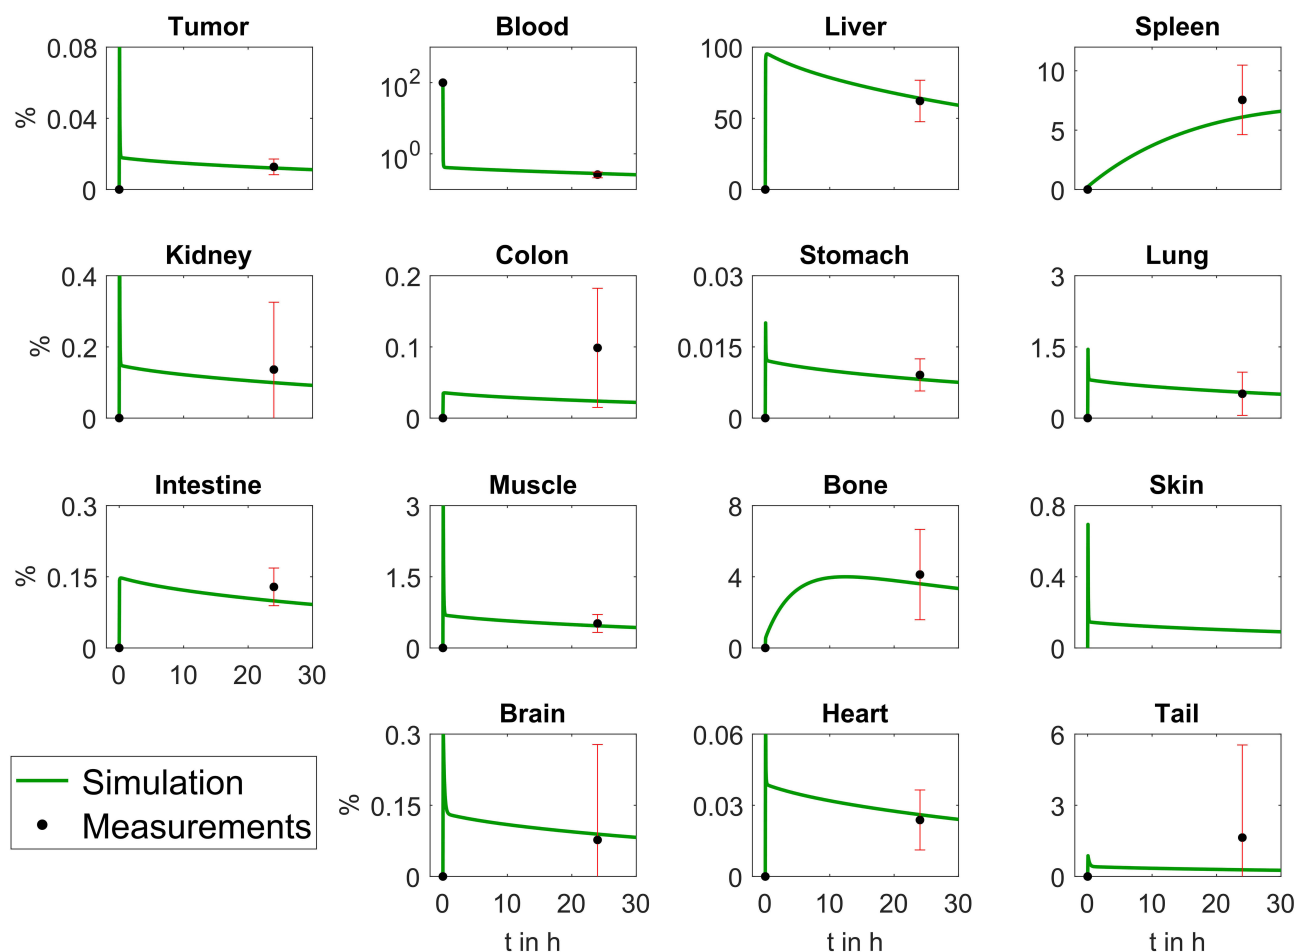 Tumor
Blood
Liver
Spleen
%
0.08
0.04
0
10²
10⁰
100
50
0
10
5
0
Kidney
Colon
Stomach
Lung
%
0.4
0.2
0
0.2
0.1
0
0.03
0.015
0
3
1.5
0
Intestine
Muscle
Bone
Skin
%
0.3
0.15
0
0 10 20 30
3
1.5
0
8
4
0
0.8
0.4
0
Brain
Heart
Tail
%
0.3
0.15
0
0 10 20 30
t in h
0.06
0.03
0
0 10 20 30
t in h
6
4
2
0
0 10 20 30
t in h
Simulation
Measurements